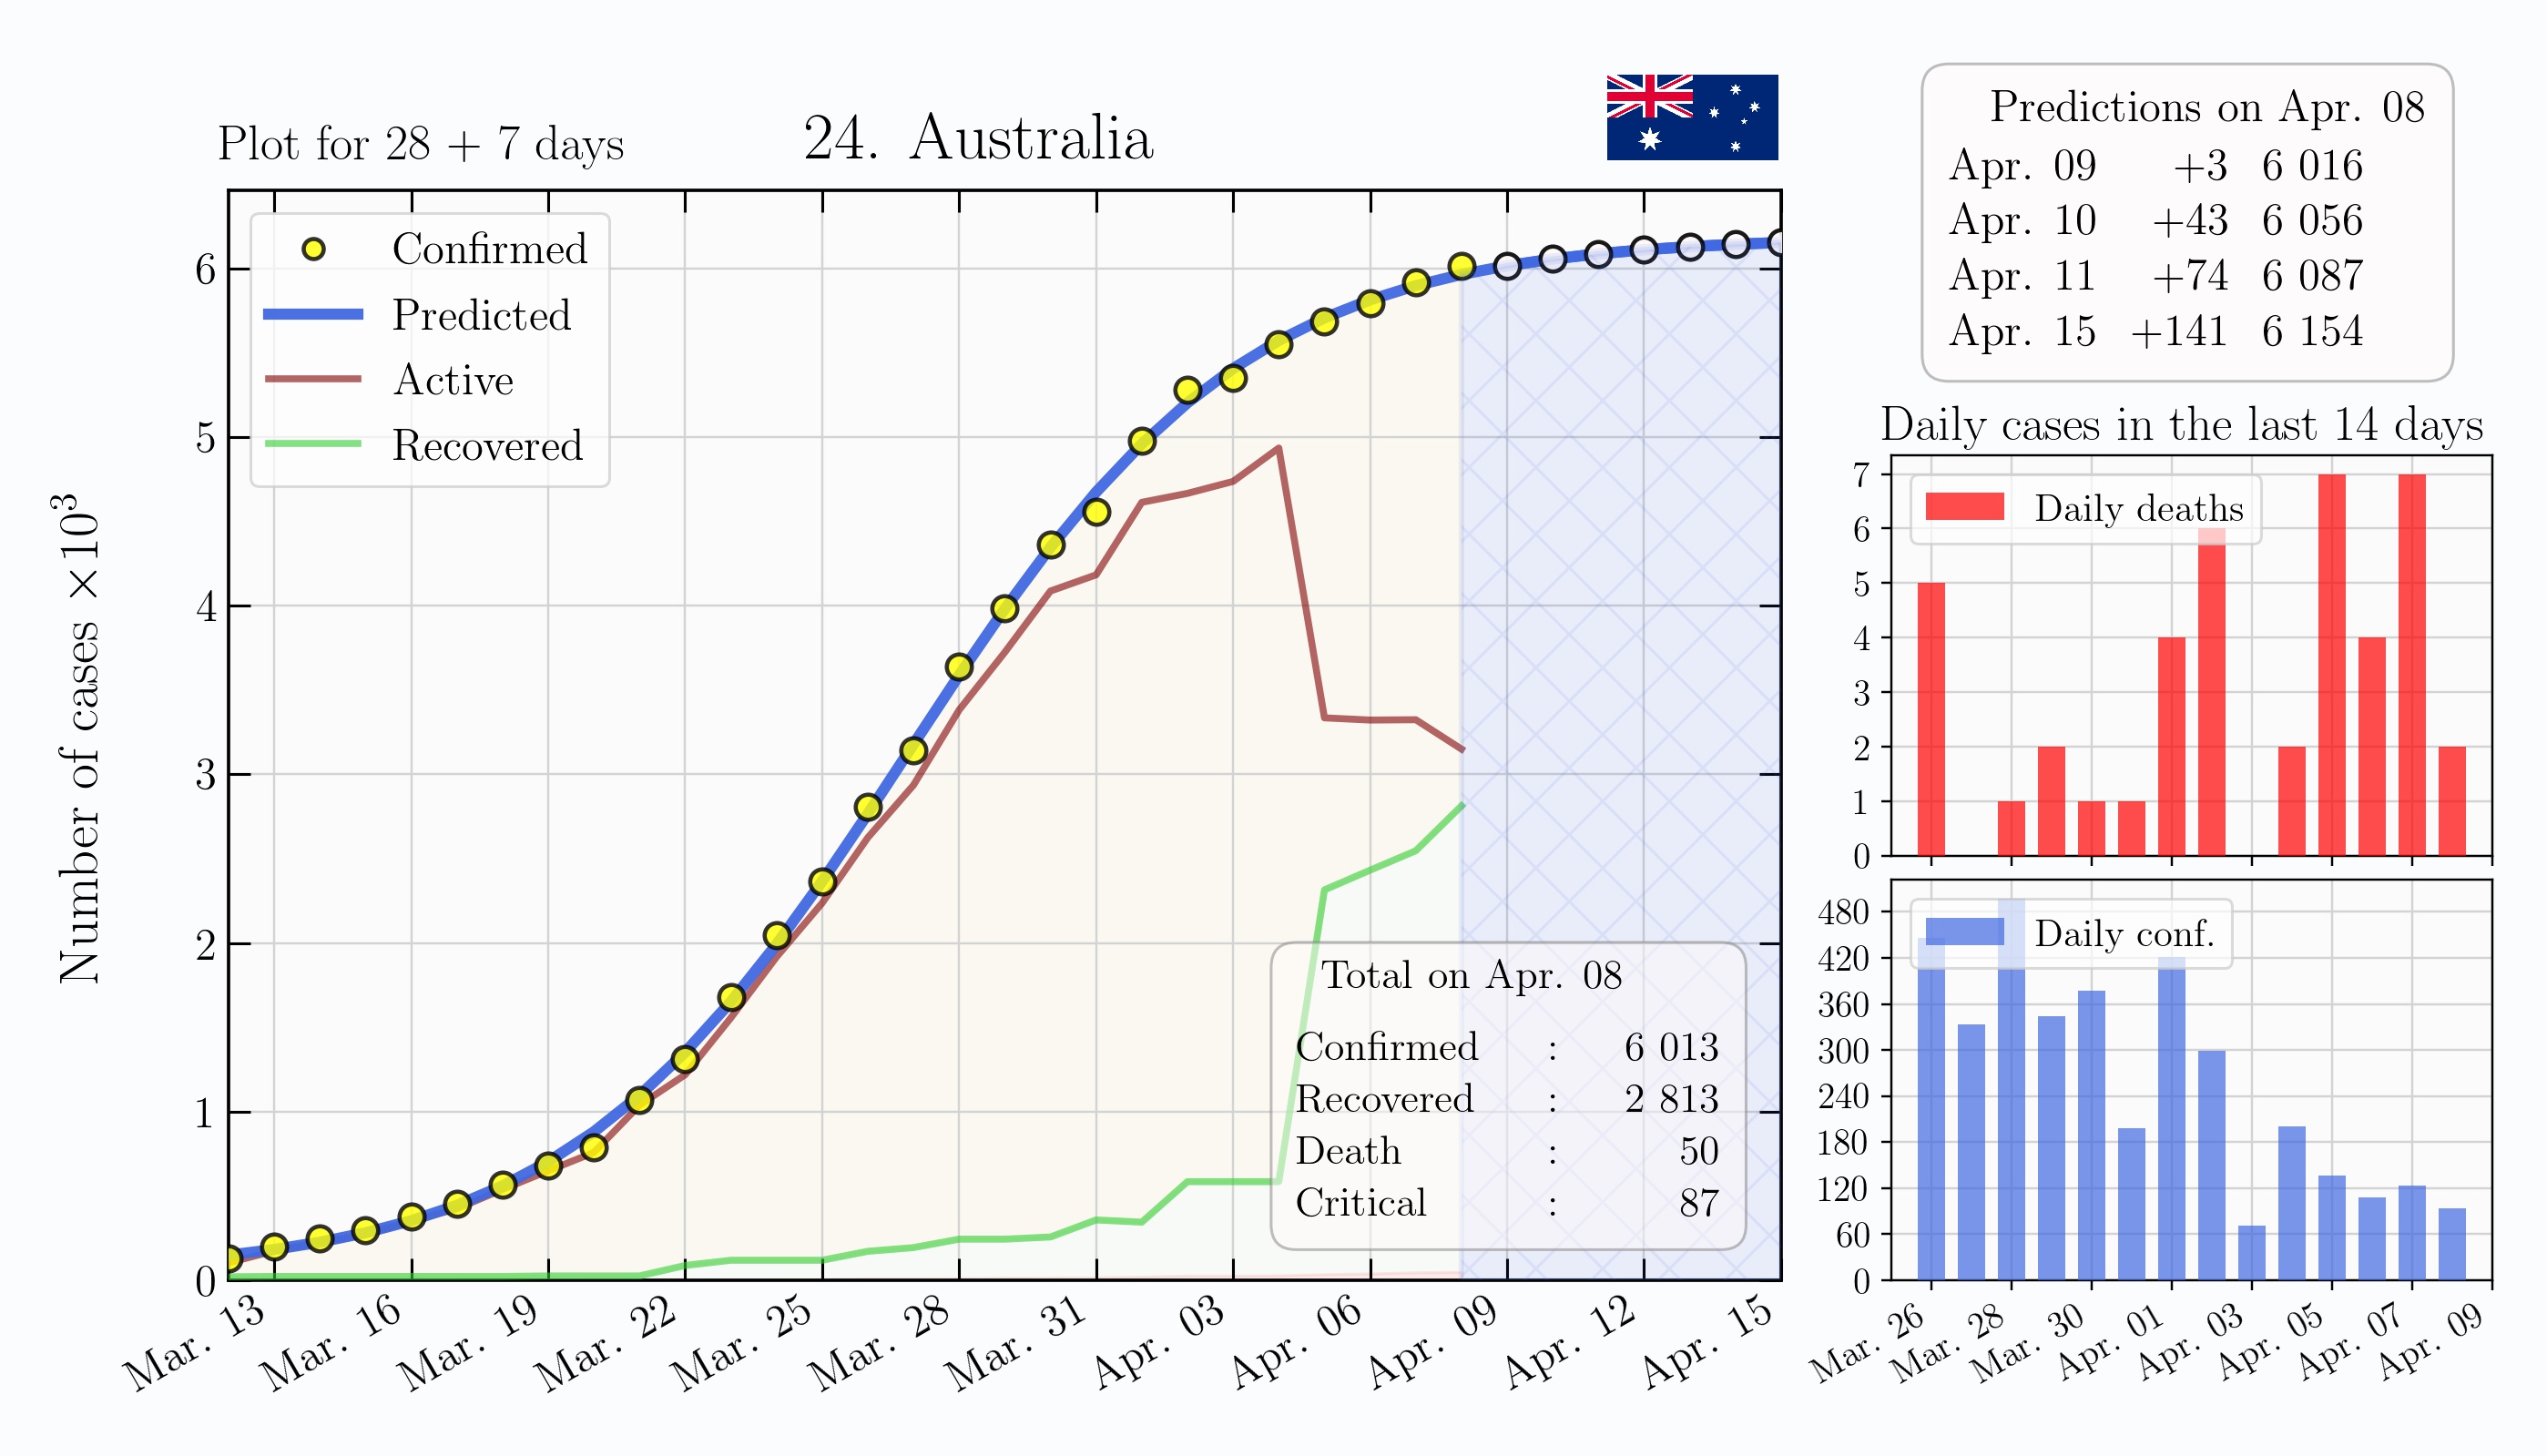 Plot for 28 + 7 days
24. Australia
Confirmed
Predicted
Active
Recovered
Number of cases ×10³
6
5
4
3
2
1
0
Mar. 13
Mar. 16
Mar. 19
Mar. 22
Mar. 25
Mar. 28
Mar. 31
Apr. 03
Apr. 06
Apr. 09
Apr. 12
Apr. 15
Total on Apr. 08
Confirmed : 6 013
Recovered : 2 813
Death : 50
Critical : 87
Predictions on Apr. 08
Apr. 09 +3 6 016
Apr. 10 +43 6 056
Apr. 11 +74 6 087
Apr. 15 +141 6 154
Daily cases in the last 14 days
Daily deaths
7
6
5
4
3
2
1
0
Daily conf.
480
420
360
300
240
180
120
60
0
Mar. 26
Mar. 28
Mar. 30
Apr. 01
Apr. 03
Apr. 05
Apr. 07
Apr. 09